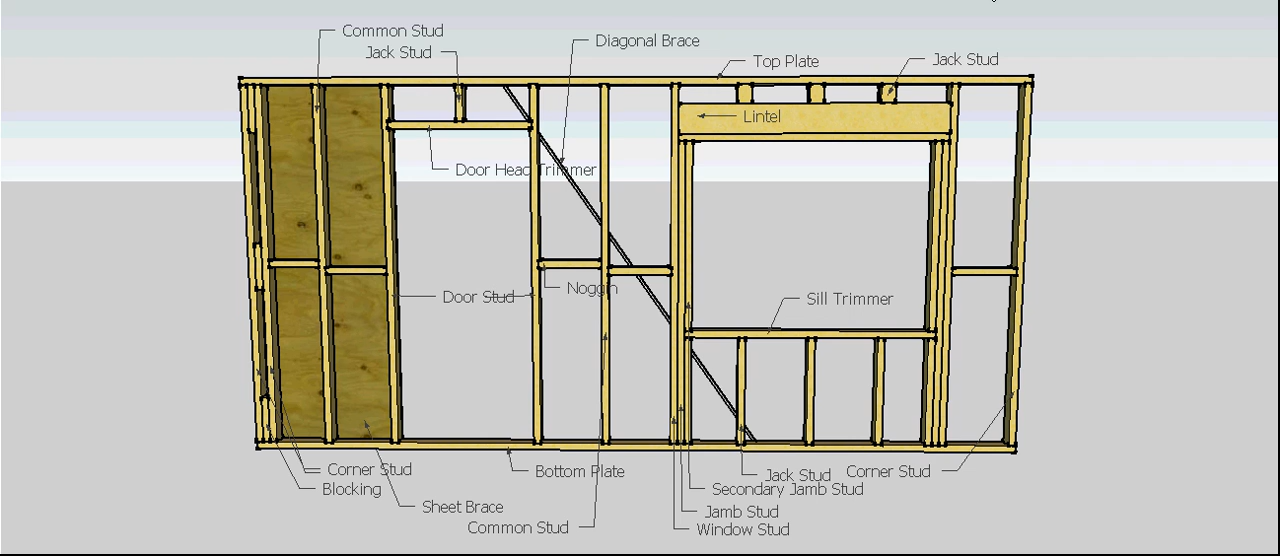 Common Stud
Jack Stud
Diagonal Brace
Top Plate
Jack Stud
Lintel
Door Head Trimmer
Door Stud
Noggin
Sill Trimmer
Corner Stud
Blocking
Sheet Brace
Common Stud
Bottom Plate
Jack Stud
Corner Stud
Secondary Jamb Stud
Jamb Stud
Window Stud